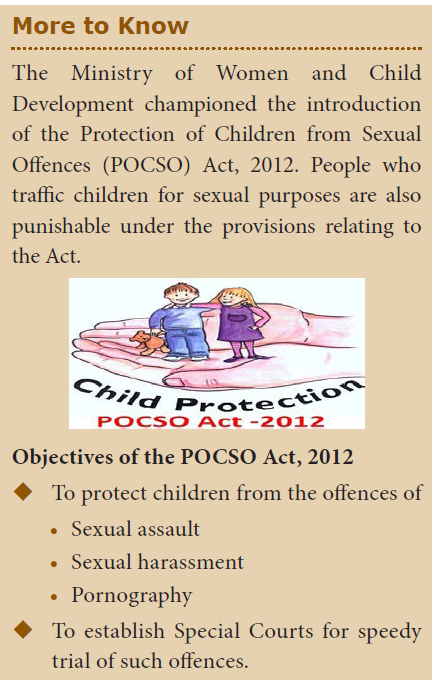 More to Know
The Ministry of Women and Child
Development championed the introduction
of the Protection of Children from Sexual
Offences (POCSO) Act, 2012. People who
traffic children for sexual purposes are also
punishable under the provisions relating to
the Act.
Child Protection
POCSO Act -2012
Objectives of the POCSO Act, 2012
◆ To protect children from the offences of
• Sexual assault
• Sexual harassment
• Pornography
◆ To establish Special Courts for speedy
trial of such offences.